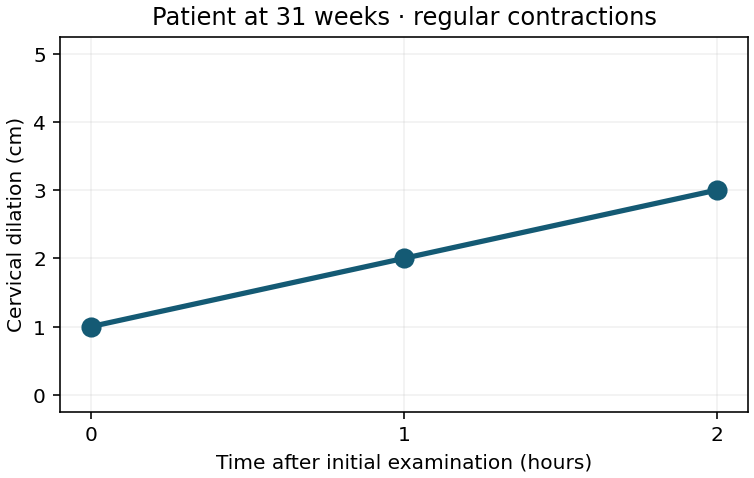 Patient at 31 weeks · regular contractions
5
4
3
2
1
0
Cervical dilation (cm)
0 1 2
Time after initial examination (hours)